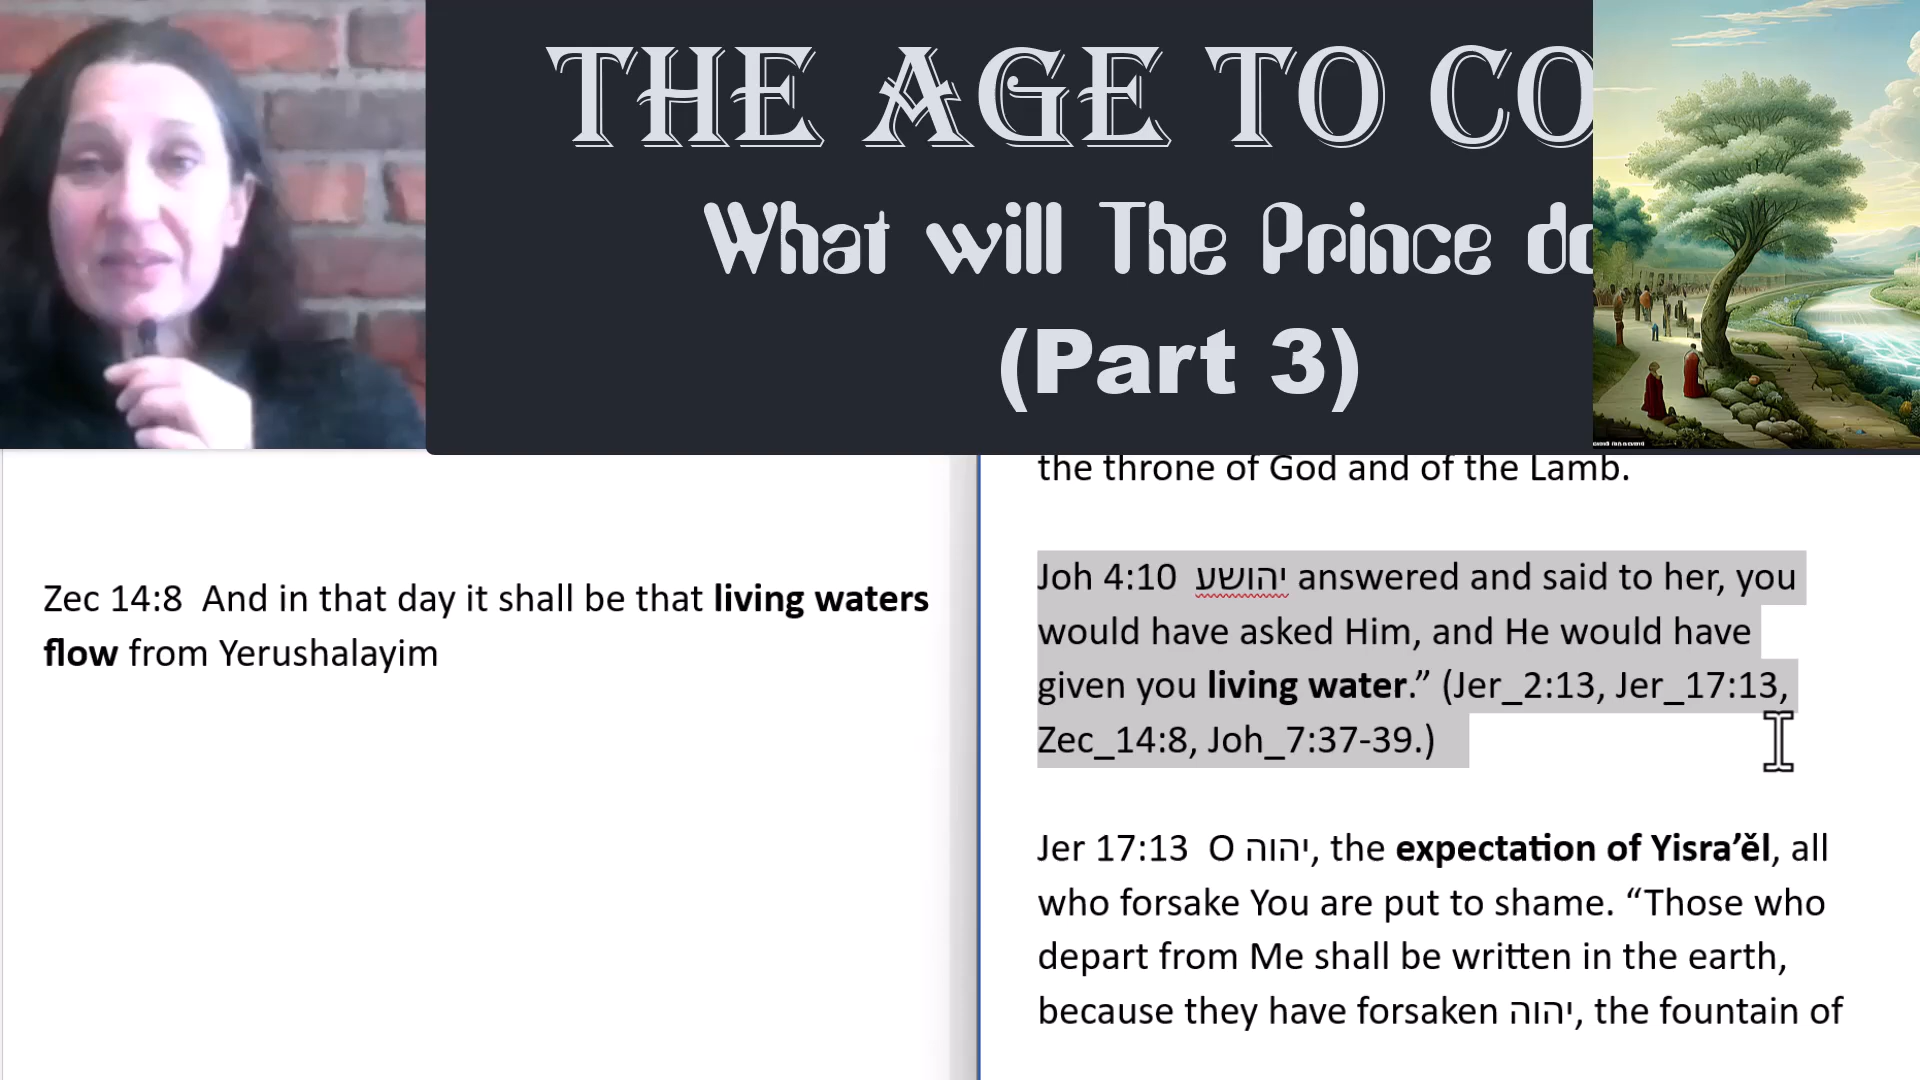 THE AGE TO CO
What will The Prince do
(Part 3)
the throne of God and of the Lamb.
Zec 14:8 And in that day it shall be that living waters
flow from Yerushalayim
Joh 4:10 יהושע answered and said to her, you
would have asked Him, and He would have
given you living water.” (Jer_2:13, Jer_17:13,
Zec_14:8, Joh_7:37-39.)
Jer 17:13 O יהוה, the expectation of Yisra’ěl, all
who forsake You are put to shame. “Those who
depart from Me shall be written in the earth,
because they have forsaken יהוה, the fountain of